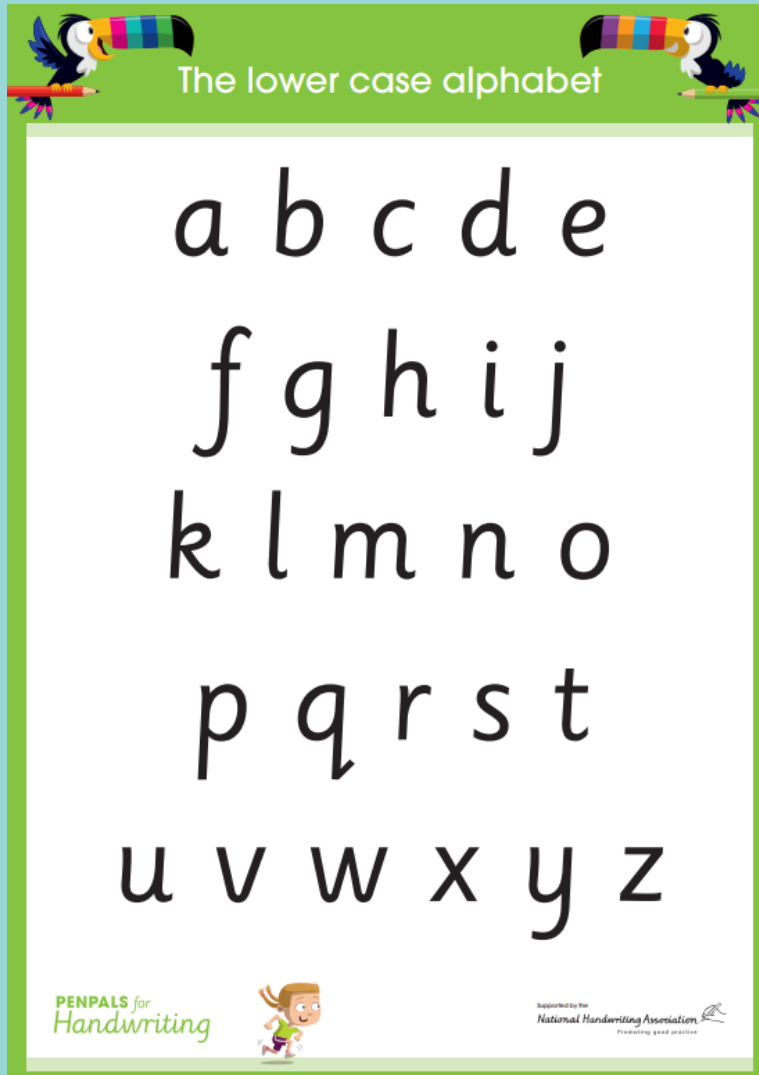 The lower case alphabet
a b c d e
f g h i j
k l m n o
p q r s t
u v w x y z
PENPALS for
Handwriting
Supported by the
National Handwriting Association
Promoting good practice